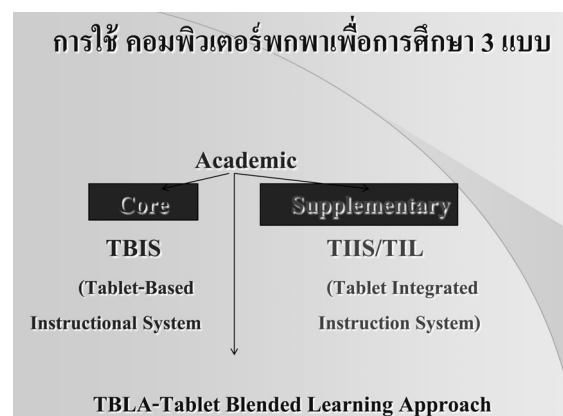 การใช้ คอมพิวเตอร์พกพาเพื่อการศึกษา 3 แบบ
Academic
Core
Supplementary
TBIS
TIIS/TIL
(Tablet-Based
Instructional System
(Tablet Integrated
Instruction System)
TBLA-Tablet Blended Learning Approach